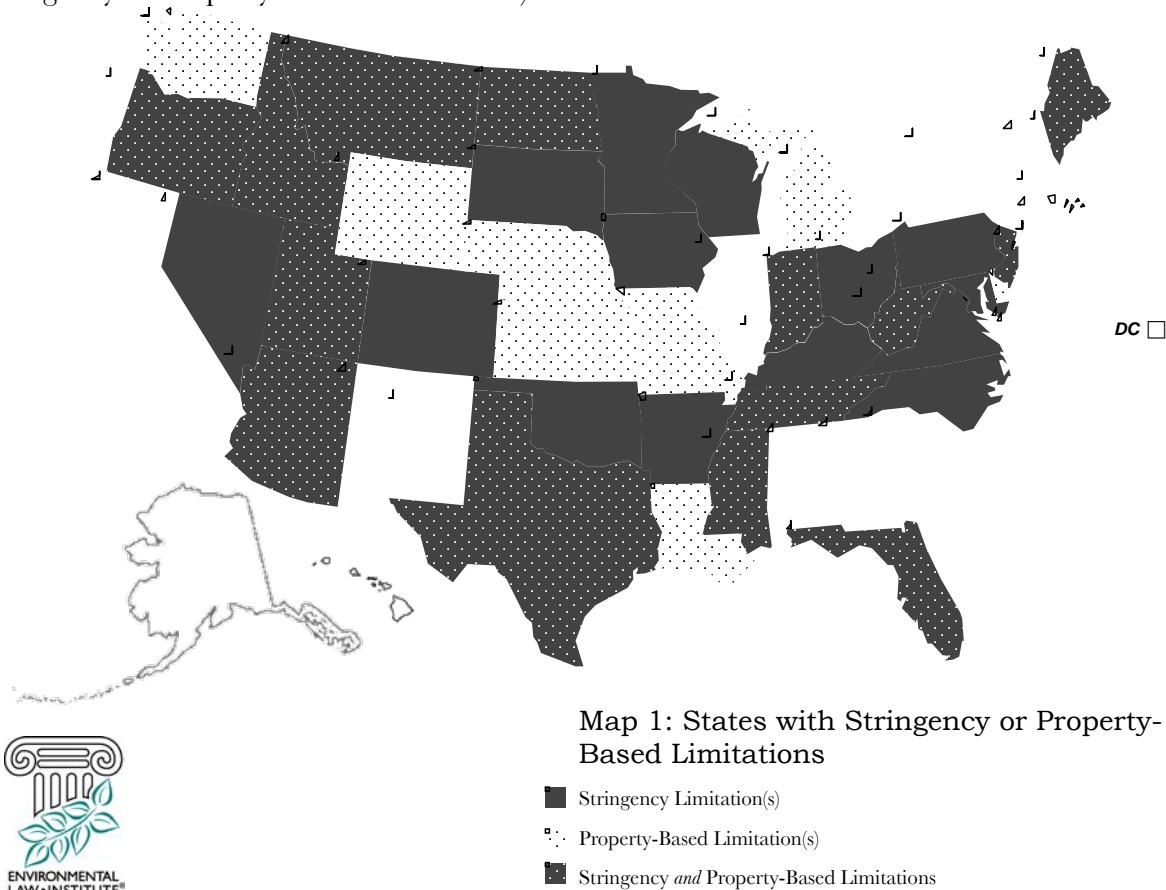 DC
Map 1: States with Stringency or Property-
Based Limitations
Stringency Limitation(s)
Property-Based Limitation(s)
Stringency and Property-Based Limitations
ENVIRONMENTAL
LAW•INSTITUTE®